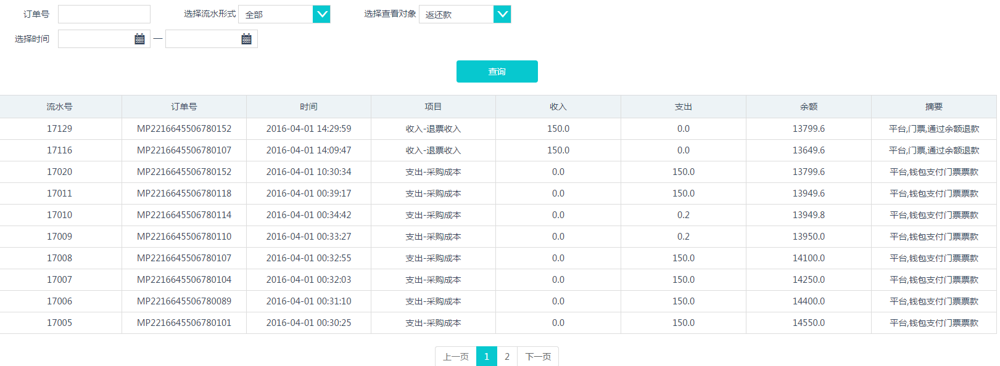 订单号 选择流水形式 全部 选择查看对象 返还款
选择时间 —
查询
流水号 订单号 时间 项目 收入 支出 余额 摘要
17129 MP2216645506780152 2016-04-01 14:29:59 收入-退票收入 150.0 0.0 13799.6 平台,门票,通过余额退款
17116 MP2216645506780107 2016-04-01 14:09:47 收入-退票收入 150.0 0.0 13649.6 平台,门票,通过余额退款
17020 MP2216645506780152 2016-04-01 10:30:34 支出-采购成本 0.0 150.0 13799.6 平台,钱包支付门票票款
17011 MP2216645506780118 2016-04-01 00:39:17 支出-采购成本 0.0 150.0 13949.6 平台,钱包支付门票票款
17010 MP2216645506780114 2016-04-01 00:34:42 支出-采购成本 0.0 0.2 13949.8 平台,钱包支付门票票款
17009 MP2216645506780110 2016-04-01 00:33:27 支出-采购成本 0.0 0.2 13950.0 平台,钱包支付门票票款
17008 MP2216645506780107 2016-04-01 00:32:55 支出-采购成本 0.0 150.0 14100.0 平台,钱包支付门票票款
17007 MP2216645506780104 2016-04-01 00:32:03 支出-采购成本 0.0 150.0 14250.0 平台,钱包支付门票票款
17006 MP2216645506780089 2016-04-01 00:31:10 支出-采购成本 0.0 150.0 14400.0 平台,钱包支付门票票款
17005 MP2216645506780101 2016-04-01 00:30:25 支出-采购成本 0.0 150.0 14550.0 平台,钱包支付门票票款
上一页 1 2 下一页